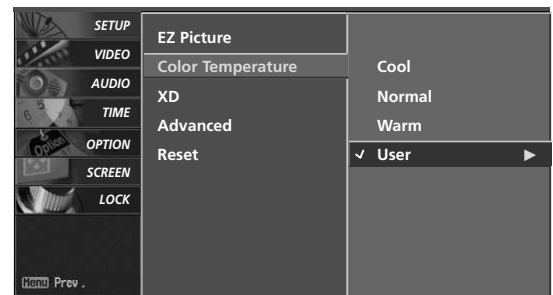 SETUP
VIDEO
AUDIO
TIME
OPTION
SCREEN
LOCK
EZ Picture
Color Temperature
XD
Advanced
Reset
Cool
Normal
Warm
✓ User ►
Option
Menu Prev.